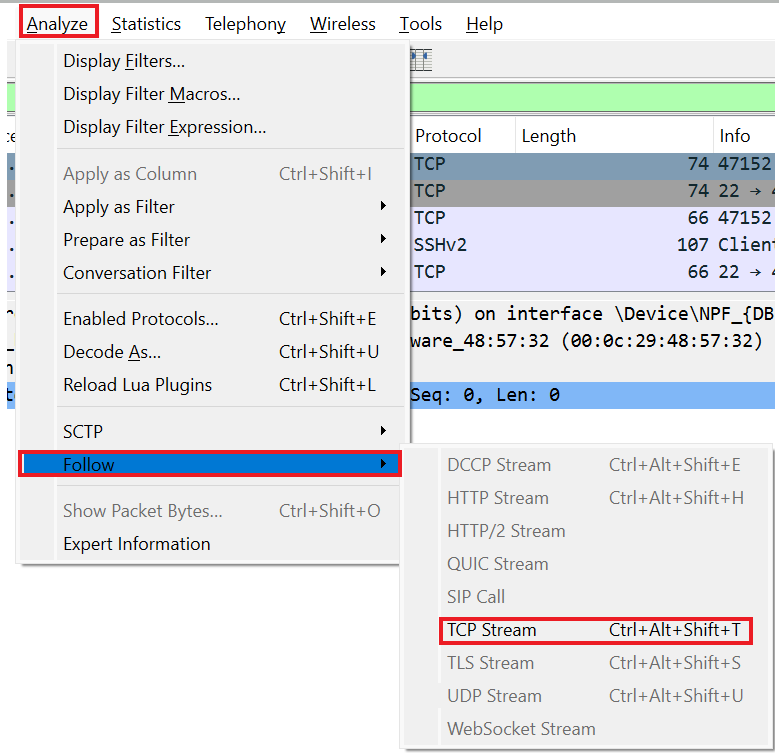 Analyze Statistics Telephony Wireless Tools Help
Display Filters...
Display Filter Macros...
Display Filter Expression...
Protocol Length Info
Apply as Column Ctrl+Shift+I
TCP 74 47152
Apply as Filter
TCP 74 22 →
Prepare as Filter
TCP 66 47152
Conversation Filter
SSHv2 107 Client
TCP 66 22 →
Enabled Protocols... Ctrl+Shift+E
bits) on interface \Device\NPF_{DB
Decode As... Ctrl+Shift+U
ware_48:57:32 (00:0c:29:48:57:32)
Reload Lua Plugins Ctrl+Shift+L
Seq: 0, Len: 0
SCTP
Follow
DCCP Stream Ctrl+Alt+Shift+E
HTTP Stream Ctrl+Alt+Shift+H
Show Packet Bytes... Ctrl+Shift+O
HTTP/2 Stream
Expert Information
QUIC Stream
SIP Call
TCP Stream Ctrl+Alt+Shift+T
TLS Stream Ctrl+Alt+Shift+S
UDP Stream Ctrl+Alt+Shift+U
WebSocket Stream